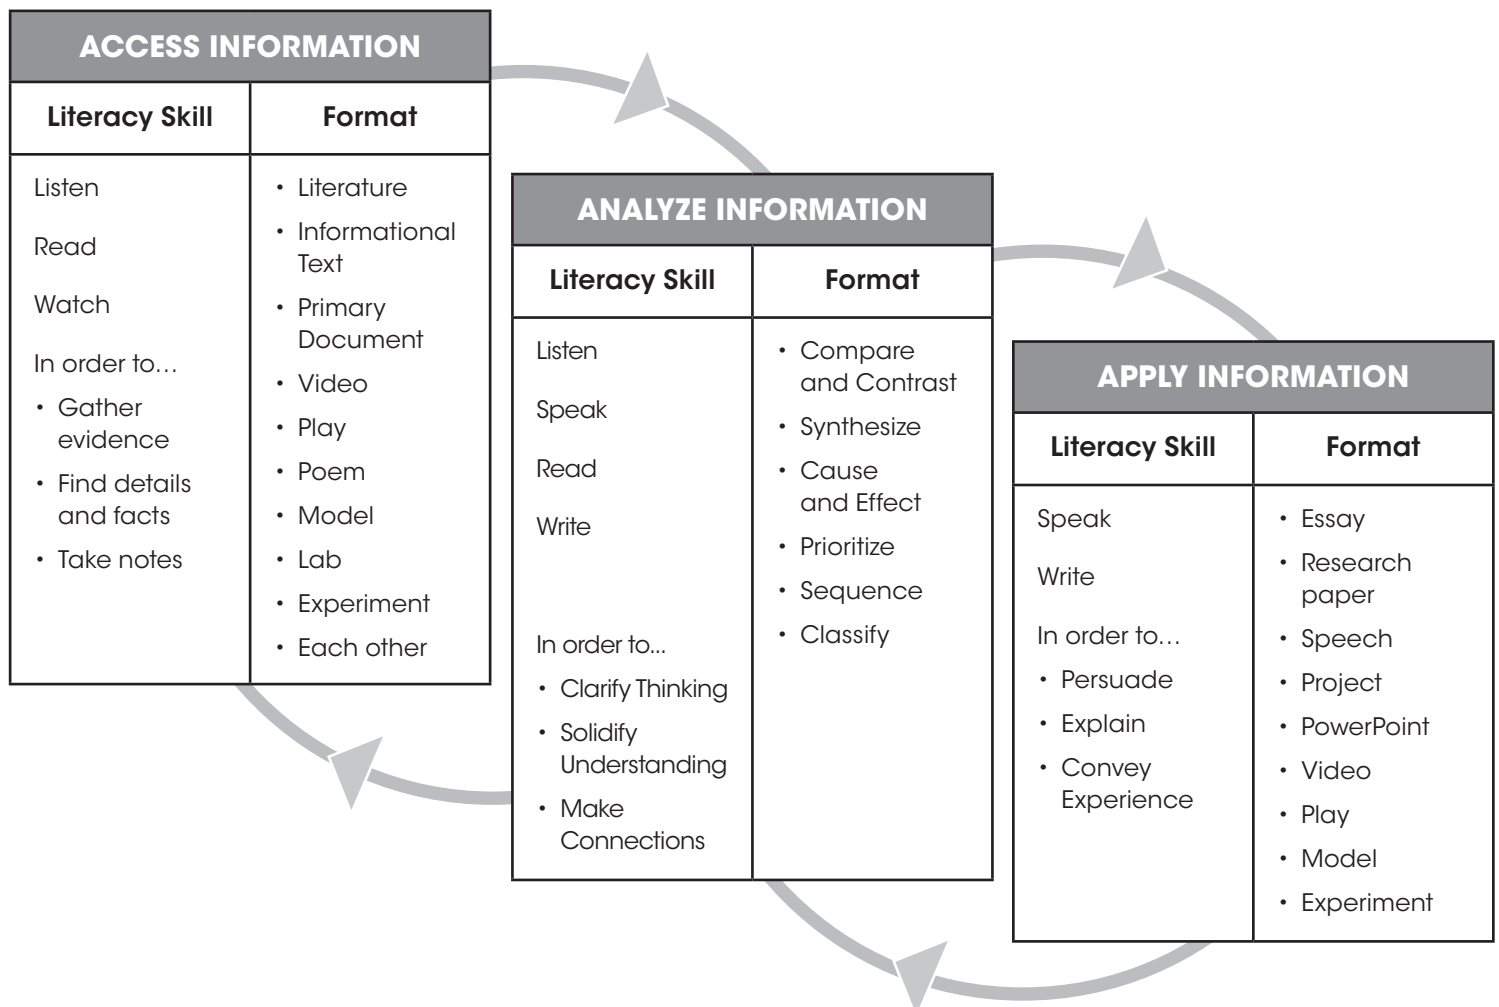 ACCESS INFORMATION
Literacy Skill
Listen
Read
Watch
In order to…
• Gather
evidence
• Find details
and facts
• Take notes
Format
• Literature
• Informational
Text
• Primary
Document
• Video
• Play
• Poem
• Model
• Lab
• Experiment
• Each other
ANALYZE INFORMATION
Literacy Skill
Listen
Speak
Read
Write
In order to...
• Clarify Thinking
• Solidify
Understanding
• Make
Connections
Format
• Compare
and Contrast
• Synthesize
• Cause
and Effect
• Prioritize
• Sequence
• Classify
APPLY INFORMATION
Literacy Skill
Speak
Write
In order to…
• Persuade
• Explain
• Convey
Experience
Format
• Essay
• Research
paper
• Speech
• Project
• PowerPoint
• Video
• Play
• Model
• Experiment